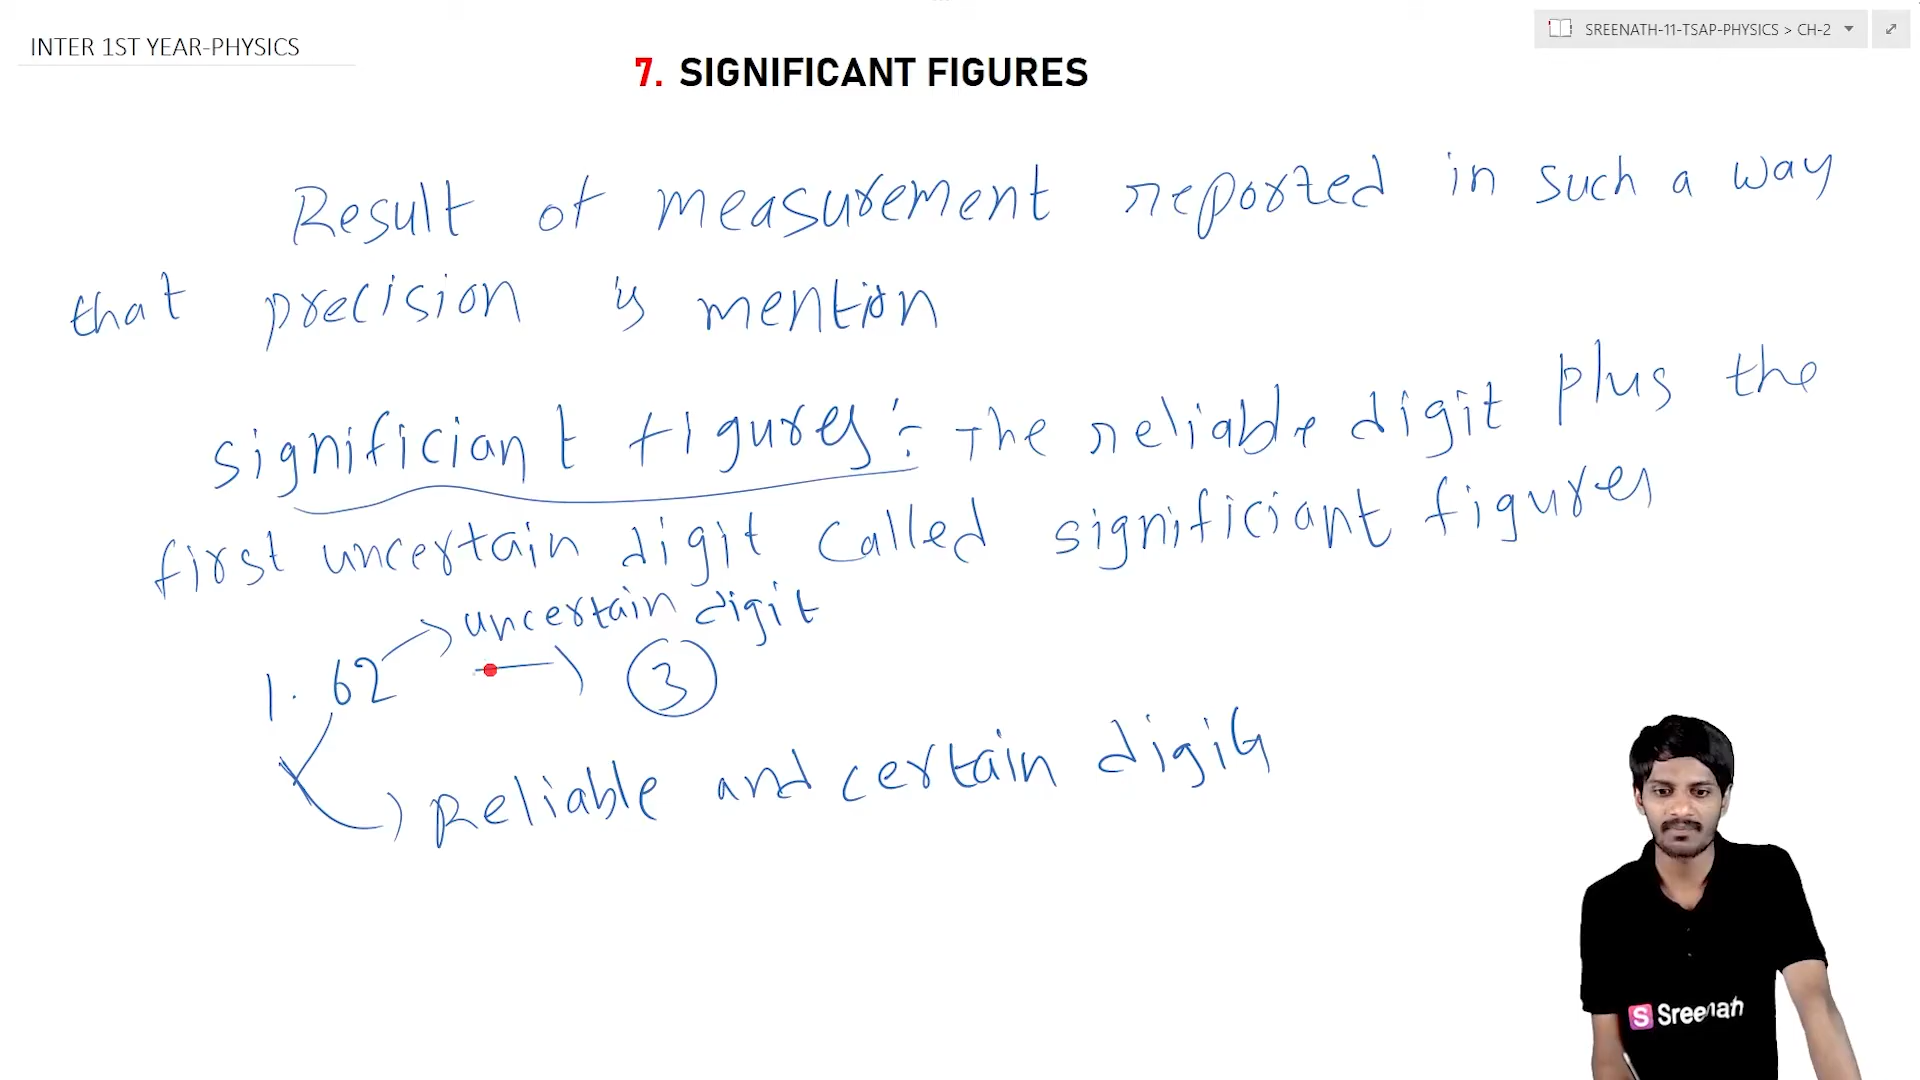 INTER 1ST YEAR-PHYSICS
SREENATH-11-TSAP-PHYSICS > CH-2
7. SIGNIFICANT FIGURES
Result of measurement reported in such a way
that precision is mention
significiant figures :- The reliable digit plus the
first uncertain digit called significiant figures
uncertain digit
1.62 → 3
Reliable and certain digits
S Sreenath